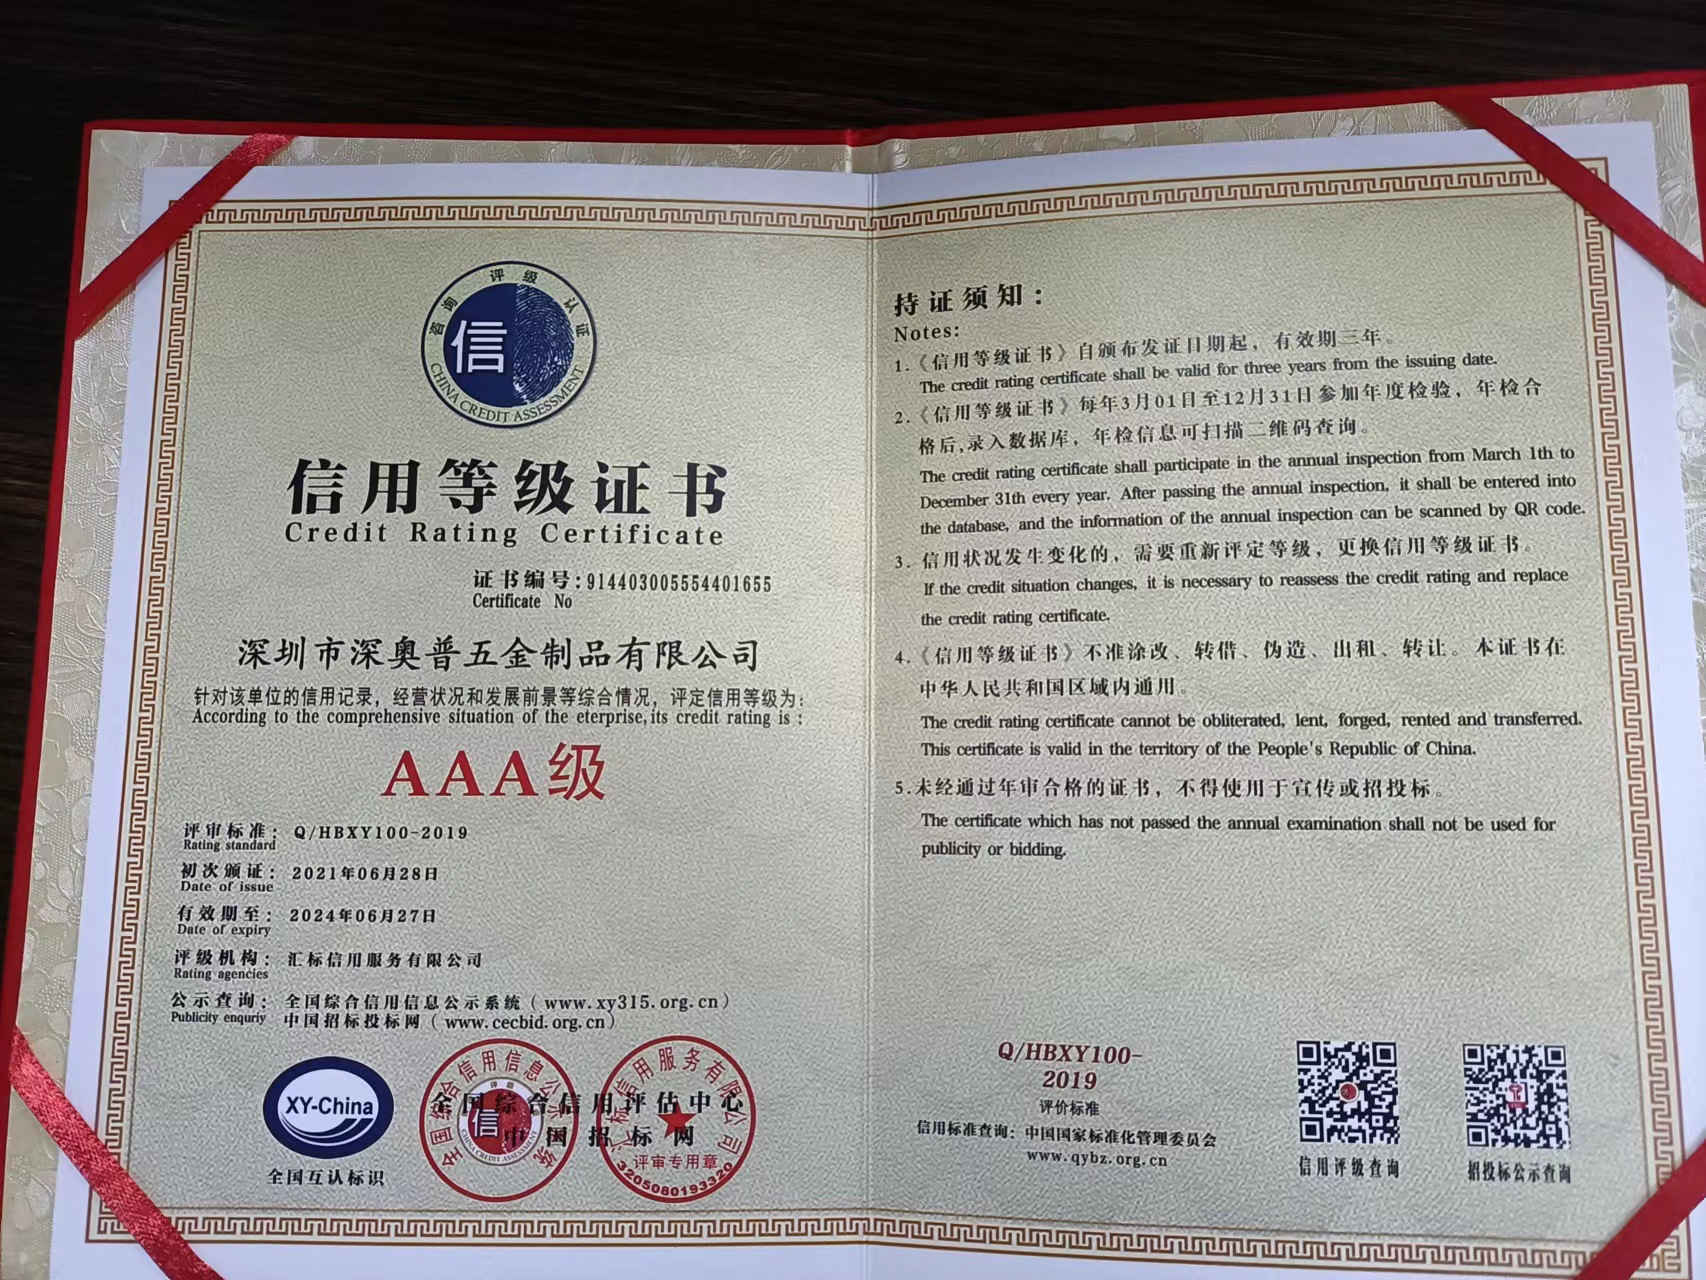 咨询 评级 认证
信
CHINA CREDIT ASSESSMENT
信用等级证书
Credit Rating Certificate
证书编号:914403005554401655
Certificate No
深圳市深奥普五金制品有限公司
针对该单位的信用记录，经营状况和发展前景等综合情况，评定信用等级为：
According to the comprehensive situation of the eterprise,its credit rating is :
AAA级
评审标准： Q/HBXY100-2019
Rating standard
初次颁证： 2021年06月28日
Date of issue
有效期至： 2024年06月27日
Date of expiry
评级机构： 汇标信用服务有限公司
Rating agencies
公示查询： 全国综合信用信息公示系统（www.xy315.org.cn）
Publicity enquriy 中国招标投标网（www.cecbid.org.cn）
XY-China
全国互认标识
全国综合信用信息公示系统
信
CHINA CREDIT ASSESSMENT
全国综合信用评估中心
中国招标网
汇标信用服务有限公司
评审专用章
3205080193320
持证须知：
Notes:
1.《信用等级证书》自颁布发证日期起，有效期三年。
The credit rating certificate shall be valid for three years from the issuing date.
2.《信用等级证书》每年3月01日至12月31日参加年度检验，年检合
格后,录入数据库，年检信息可扫描二维码查询。
The credit rating certificate shall participate in the annual inspection from March 1th to
December 31th every year. After passing the annual inspection, it shall be entered into
the database, and the information of the annual inspection can be scanned by QR code.
3.信用状况发生变化的，需要重新评定等级，更换信用等级证书。
If the credit situation changes, it is necessary to reassess the credit rating and replace
the credit rating certificate.
4.《信用等级证书》不准涂改、转借、伪造、出租、转让。本证书在
中华人民共和国区域内通用。
The credit rating certificate cannot be obliterated, lent, forged, rented and transferred.
This certificate is valid in the territory of the People's Republic of China.
5.未经通过年审合格的证书，不得使用于宣传或招投标。
The certificate which has not passed the annual examination shall not be used for
publicity or bidding.
Q/HBXY100-
2019
评价标准
信用标准查询：中国国家标准化管理委员会
www.qybz.org.cn
信用评级查询
招投标公示查询